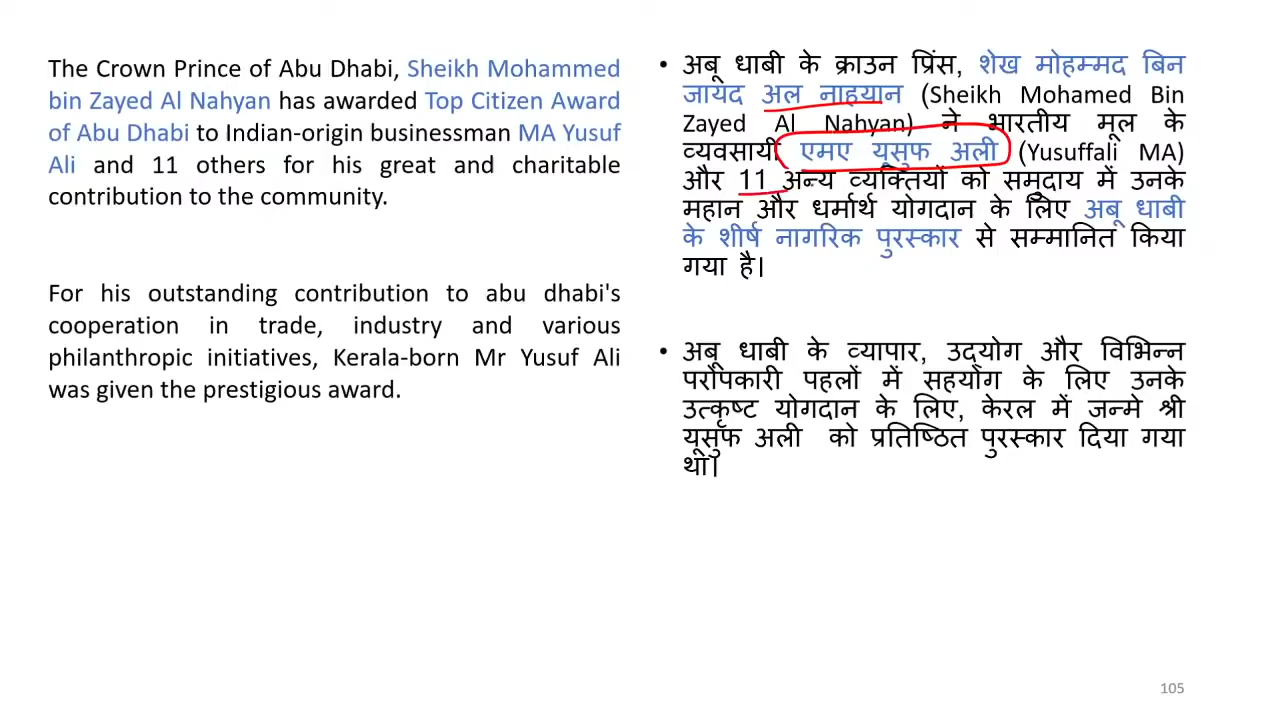 The Crown Prince of Abu Dhabi, Sheikh Mohammed
bin Zayed Al Nahyan has awarded Top Citizen Award
of Abu Dhabi to Indian-origin businessman MA Yusuf
Ali and 11 others for his great and charitable
contribution to the community.
For his outstanding contribution to abu dhabi's
cooperation in trade, industry and various
philanthropic initiatives, Kerala-born Mr Yusuf Ali
was given the prestigious award.
• अबू धाबी के क्राउन प्रिंस, शेख मोहम्मद बिन
जायद अल नाहयान (Sheikh Mohamed Bin
Zayed Al Nahyan) ने भारतीय मूल के
व्यवसायी एमए यूसुफ अली (Yusuffali MA)
और 11 अन्य व्यक्तियों को समुदाय में उनके
महान और धर्मार्थ योगदान के लिए अबू धाबी
के शीर्ष नागरिक पुरस्कार से सम्मानित किया
गया है।
• अबू धाबी के व्यापार, उद्योग और विभिन्न
परोपकारी पहलों में सहयोग के लिए उनके
उत्कृष्ट योगदान के लिए, केरल में जन्मे श्री
यूसुफ अली को प्रतिष्ठित पुरस्कार दिया गया
था।
105